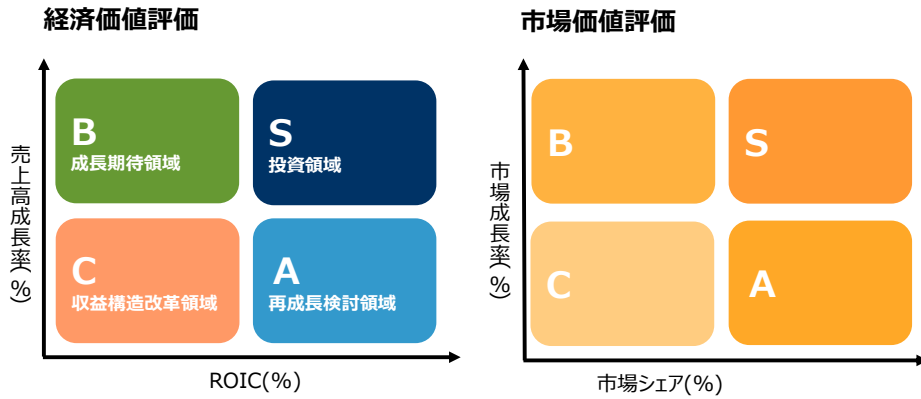 経済価値評価
売上高成長率(%)
B
成長期待領域
S
投資領域
C
収益構造改革領域
A
再成長検討領域
ROIC(%)
市場価値評価
市場成長率(%)
B
S
C
A
市場シェア(%)